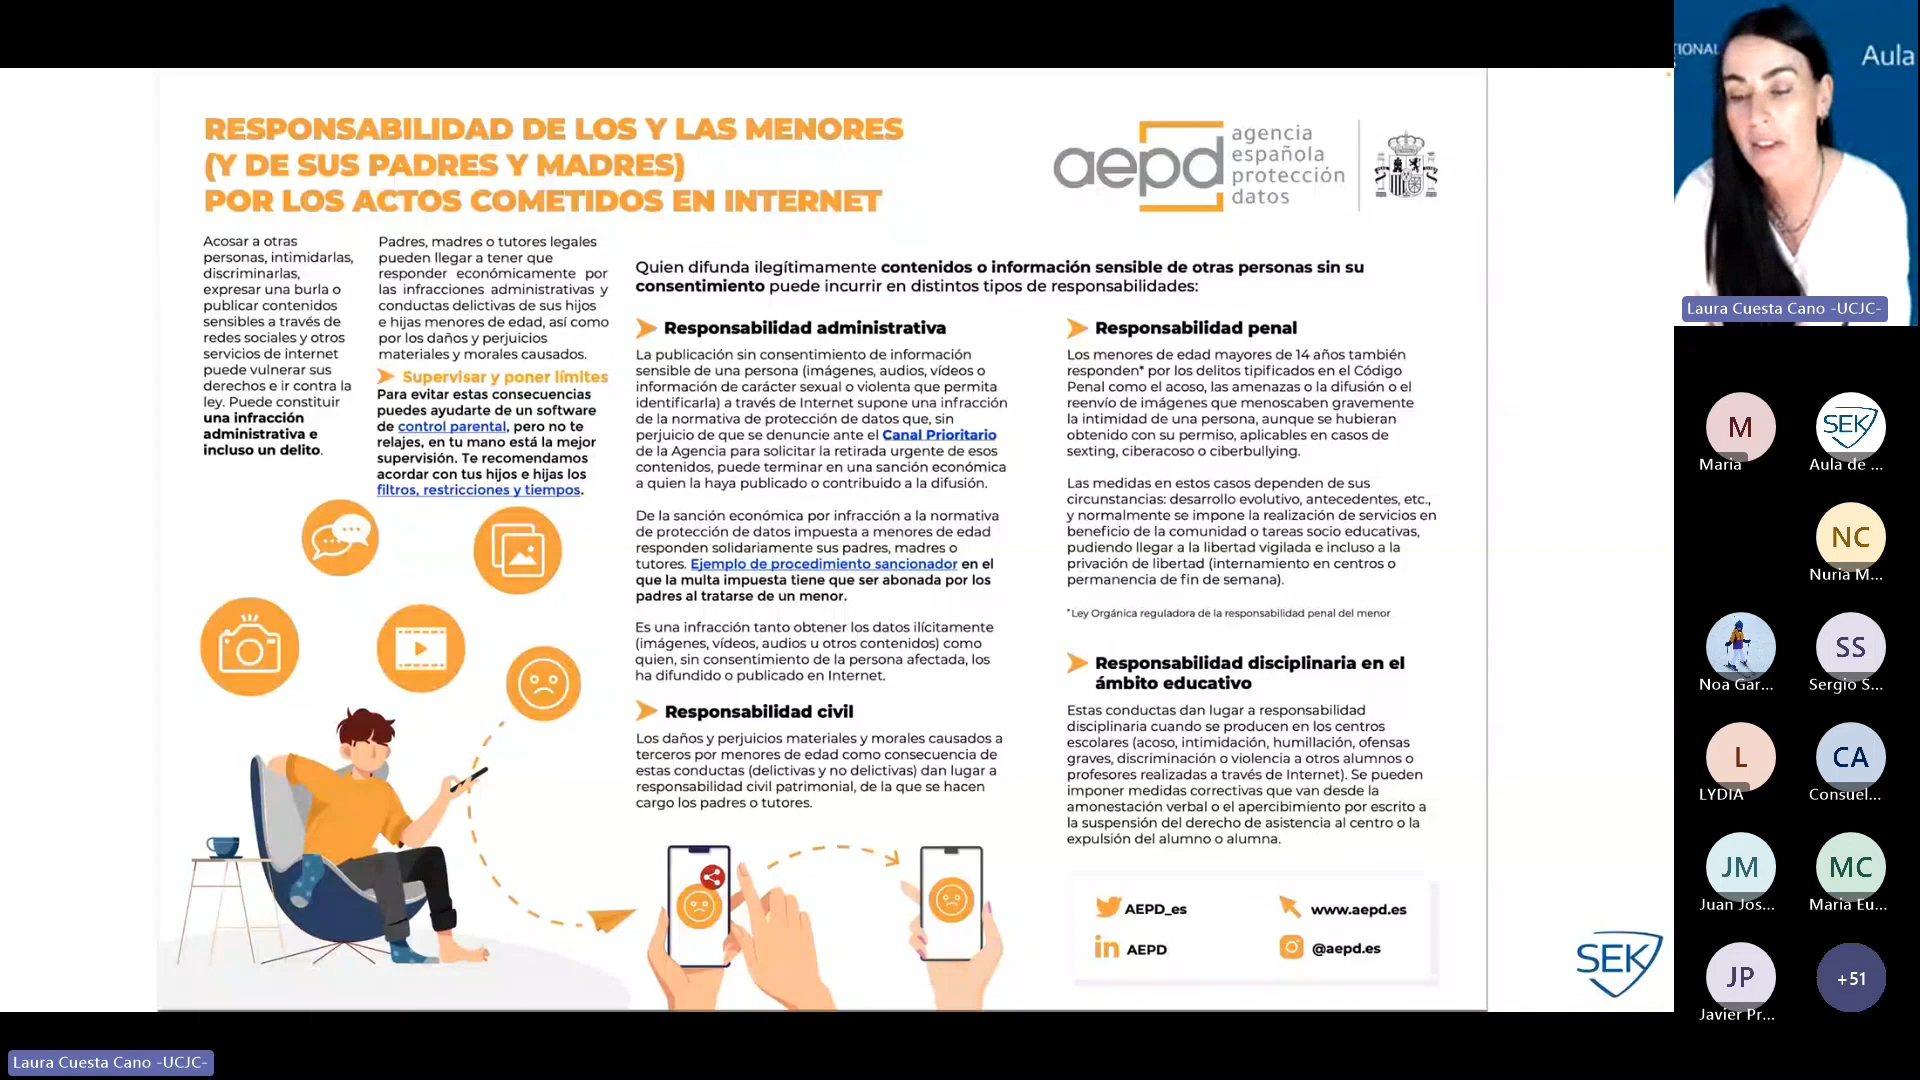 RESPONSABILIDAD DE LOS Y LAS MENORES
(Y DE SUS PADRES Y MADRES)
POR LOS ACTOS COMETIDOS EN INTERNET
aepd
agencia
española
protección
datos
Acosar a otras
personas, intimidarlas,
discriminarlas,
expresar una burla o
publicar contenidos
sensibles a través de
redes sociales y otros
servicios de internet
puede vulnerar sus
derechos e ir contra la
ley. Puede constituir
una infracción
administrativa e
incluso un delito.
Padres, madres o tutores legales
pueden llegar a tener que
responder económicamente por
las infracciones administrativas y
conductas delictivas de sus hijos
e hijas menores de edad, así como
por los daños y perjuicios
materiales y morales causados.
Supervisar y poner límites
Para evitar estas consecuencias
puedes ayudarte de un software
de control parental, pero no te
relajes, en tu mano está la mejor
supervisión. Te recomendamos
acordar con tus hijos e hijas los
filtros, restricciones y tiempos.
Quien difunda ilegítimamente contenidos o información sensible de otras personas sin su
consentimiento puede incurrir en distintos tipos de responsabilidades:
Responsabilidad administrativa
La publicación sin consentimiento de información
sensible de una persona (imágenes, audios, vídeos o
información de carácter sexual o violenta que permita
identificarla) a través de Internet supone una infracción
de la normativa de protección de datos que, sin
perjuicio de que se denuncie ante el Canal Prioritario
de la Agencia para solicitar la retirada urgente de esos
contenidos, puede terminar en una sanción económica
a quien la haya publicado o contribuido a la difusión.
De la sanción económica por infracción a la normativa
de protección de datos impuesta a menores de edad
responden solidariamente sus padres, madres o
tutores. Ejemplo de procedimiento sancionador en el
que la multa impuesta tiene que ser abonada por los
padres al tratarse de un menor.
Es una infracción tanto obtener los datos ilícitamente
(imágenes, vídeos, audios u otros contenidos) como
quien, sin consentimiento de la persona afectada, los
ha difundido o publicado en Internet.
Responsabilidad civil
Los daños y perjuicios materiales y morales causados a
terceros por menores de edad como consecuencia de
estas conductas (delictivas y no delictivas) dan lugar a
responsabilidad civil patrimonial, de la que se hacen
cargo los padres o tutores.
Responsabilidad penal
Los menores de edad mayores de 14 años también
responden* por los delitos tipificados en el Código
Penal como el acoso, las amenazas o la difusión o el
reenvío de imágenes que menoscaben gravemente
la intimidad de una persona, aunque se hubieran
obtenido con su permiso, aplicables en casos de
sexting, ciberacoso o ciberbullying.
Las medidas en estos casos dependen de sus
circunstancias: desarrollo evolutivo, antecedentes, etc.,
y normalmente se impone la realización de servicios en
beneficio de la comunidad o tareas socio educativas,
pudiendo llegar a la libertad vigilada e incluso a la
privación de libertad (internamiento en centros o
permanencia de fin de semana).
*Ley Orgánica reguladora de la responsabilidad penal del menor
Responsabilidad disciplinaria en el
ámbito educativo
Estas conductas dan lugar a responsabilidad
disciplinaria cuando se producen en los centros
escolares (acoso, intimidación, humillación, ofensas
graves, discriminación o violencia a otros alumnos o
profesores realizadas a través de Internet). Se pueden
imponer medidas correctivas que van desde la
amonestación verbal o el apercibimiento por escrito a
la suspensión del derecho de asistencia al centro o la
expulsión del alumno o alumna.
AEPD_es
www.aepd.es
AEPD
@aepd.es
SEK
TIONAL
Aula
Laura Cuesta Cano -UCJC-
M
Maria
SEK
Aula de ...
NC
Nuria M...
Noa Gar...
SS
Sergio S...
L
LYDIA
CA
Consuel...
JM
Juan Jos...
MC
Maria Eu...
JP
Javier Pr...
+51
Laura Cuesta Cano -UCJC-